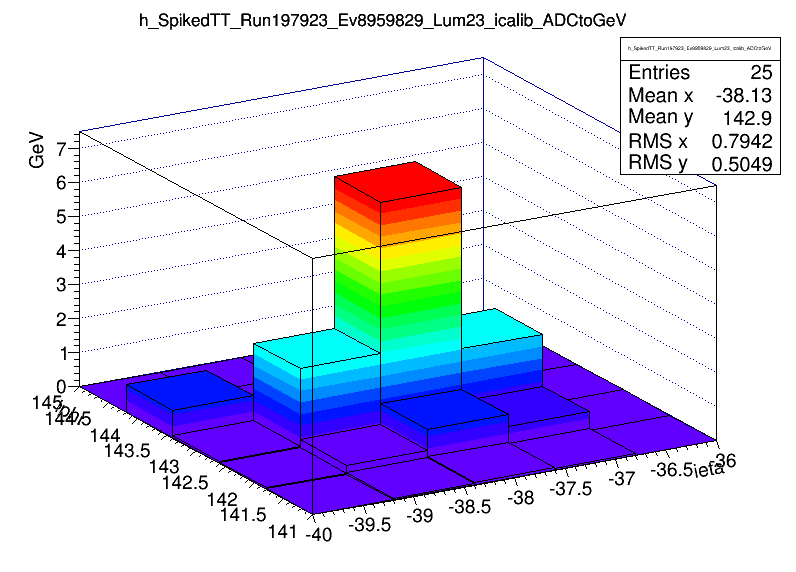 h_SpikedTT_Run197923_Ev8959829_Lum23_icalib_ADCtoGeV
h_SpikedTT_Run197923_Ev8959829_Lum23_icalib_ADCtoGeV
Entries 25
Mean x -38.13
Mean y 142.9
RMS x 0.7942
RMS y 0.5049
GeV
7
6
5
4
3
2
1
0
145
144.5
144
143.5
143
142.5
142
141.5
141
-40
-39.5
-39
-38.5
-38
-37.5
-37
-36.5
-36
ieta